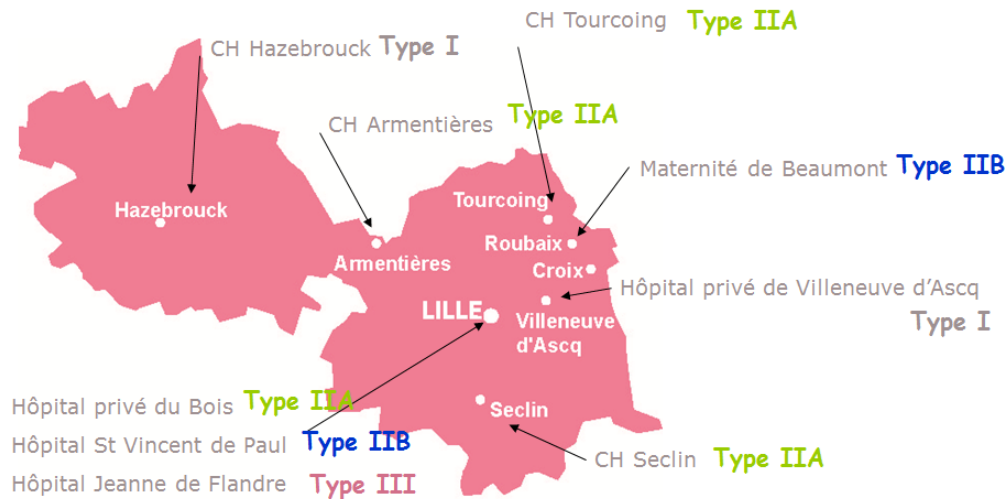 CH Tourcoing Type IIA
CH Hazebrouck Type I
CH Armentières Type IIA
Maternité de Beaumont Type IIB
Hazebrouck
Tourcoing
Roubaix
Armentières
Croix
Hôpital privé de Villeneuve d’Ascq
Type I
LILLE
Villeneuve
d'Ascq
Hôpital privé du Bois Type IIA
Seclin
Hôpital St Vincent de Paul Type IIB
CH Seclin Type IIA
Hôpital Jeanne de Flandre Type III